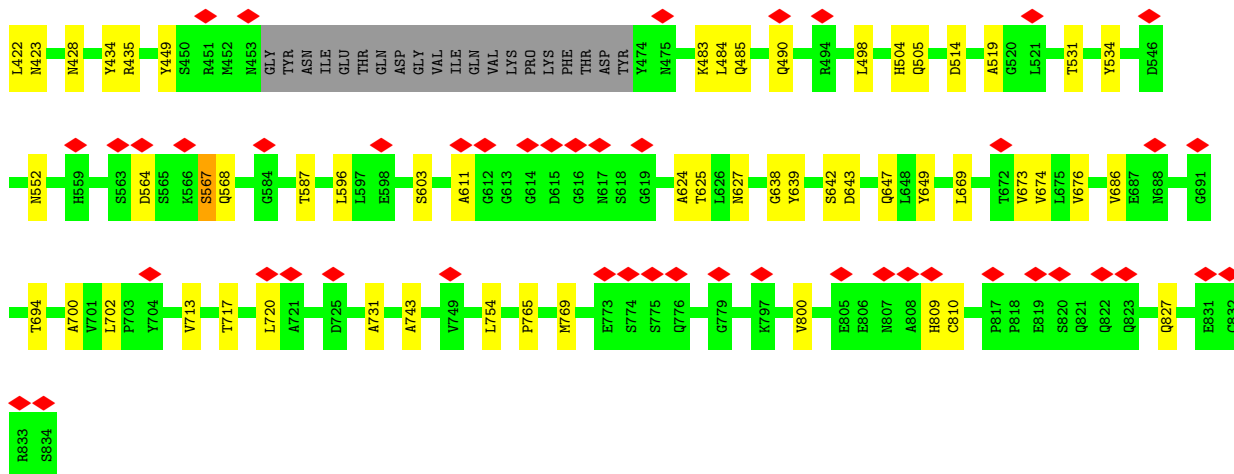 L422 N423 N428 Y434 R435 Y449 S450 R451 M452 N453 GLY TYR ASN ILE GLU THR GLN ASP GLY VAL ILE GLN VAL LYS PRO LYS PHE THR ASP TYR Y474 N475 K483 L484 Q485 Q490 R494 L498 H504 Q505 D514 A519 G520 L521 T531 Y534 D546
N552 H559 S563 D564 S565 K566 S567 Q568 G584 T587 L596 L597 E598 S603 A611 G612 G613 G614 D615 G616 N617 S618 G619 A624 T625 L626 N627 G638 Y639 S642 D643 Q647 L648 Y649 L669 T672 V673 V674 L675 V676 V686 E687 N688 G691
T694 A700 V701 L702 P703 Y704 V713 T717 L720 A721 D725 A731 A743 V749 L754 P765 M769 E773 S774 S775 Q776 G779 K797 V800 E805 E806 N807 A808 H809 C810 P817 P818 E819 S820 Q821 Q822 Q823 Q827 E831 C832
R833 S834